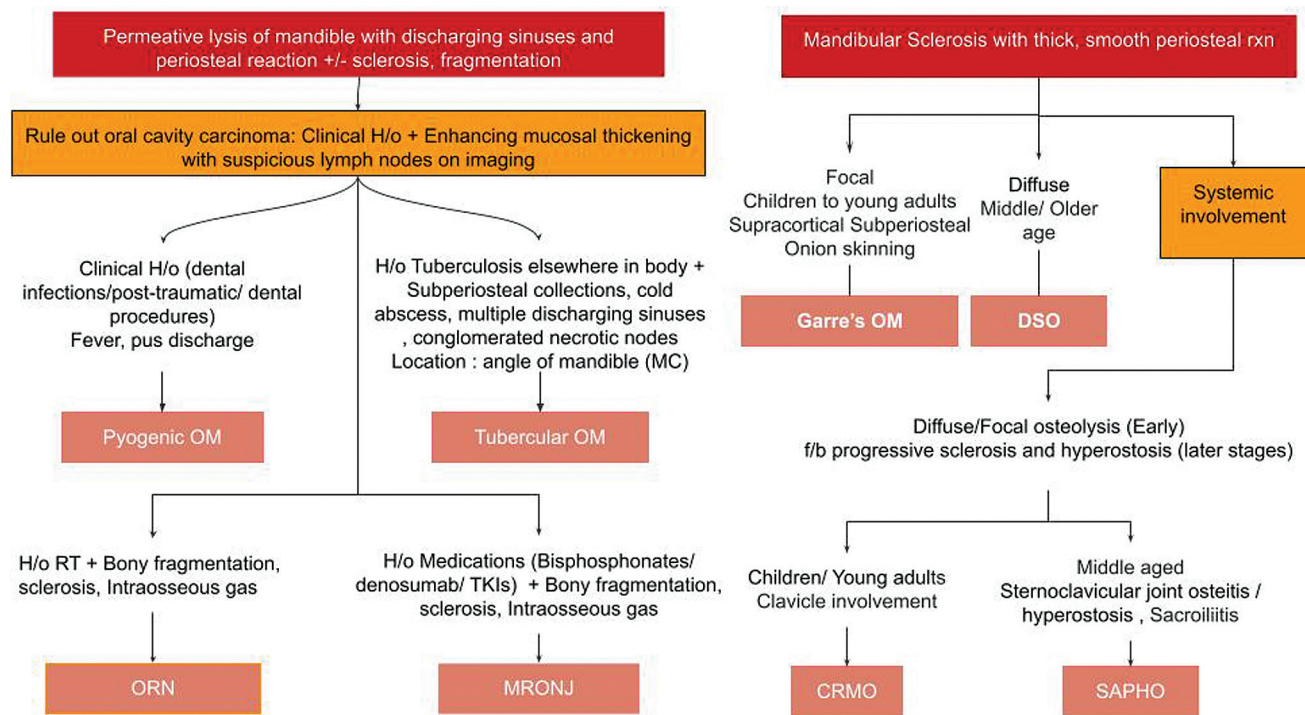 Permeative lysis of mandible with discharging sinuses and
periosteal reaction +/- sclerosis, fragmentation
Rule out oral cavity carcinoma: Clinical H/o + Enhancing mucosal thickening
with suspicious lymph nodes on imaging
Clinical H/o (dental
infections/post-traumatic/ dental
procedures)
Fever, pus discharge
Pyogenic OM
H/o Tuberculosis elsewhere in body +
Subperiosteal collections, cold
abscess, multiple discharging sinuses
, conglomerated necrotic nodes
Location : angle of mandible (MC)
Tubercular OM
H/o RT + Bony fragmentation,
sclerosis, Intraosseous gas
ORN
H/o Medications (Bisphosphonates/
denosumab/ TKIs) + Bony fragmentation,
sclerosis, Intraosseous gas
MRONJ
Mandibular Sclerosis with thick, smooth periosteal rxn
Focal
Children to young adults
Supracortical Subperiosteal
Onion skinning
Garre's OM
Diffuse
Middle/ Older
age
DSO
Systemic
involvement
Diffuse/Focal osteolysis (Early)
f/b progressive sclerosis and hyperostosis (later stages)
Children/ Young adults
Clavicle involvement
CRMO
Middle aged
Sternoclavicular joint osteitis /
hyperostosis , Sacroiliitis
SAPHO